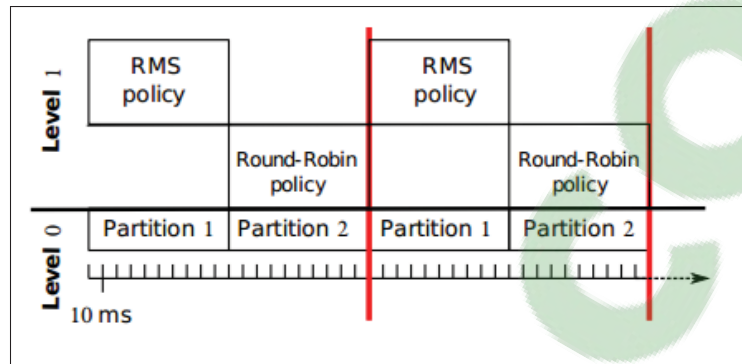 Level 1
RMS
policy
RMS
policy
Round-Robin
policy
Round-Robin
policy
Level 0
Partition 1
Partition 2
Partition 1
Partition 2
10 ms